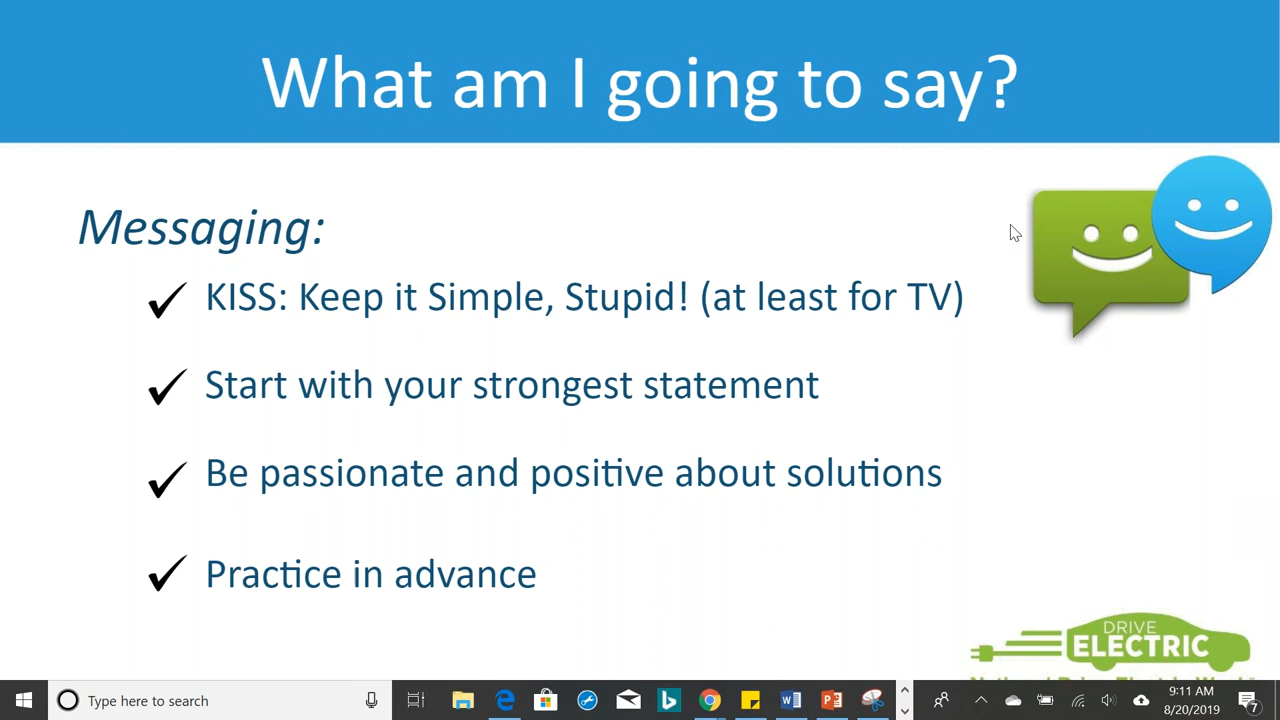 What am I going to say?
Messaging:
KISS: Keep it Simple, Stupid! (at least for TV)
Start with your strongest statement
Be passionate and positive about solutions
Practice in advance
DRIVE
ELECTRIC
Type here to search
9:11 AM
8/20/2019
7